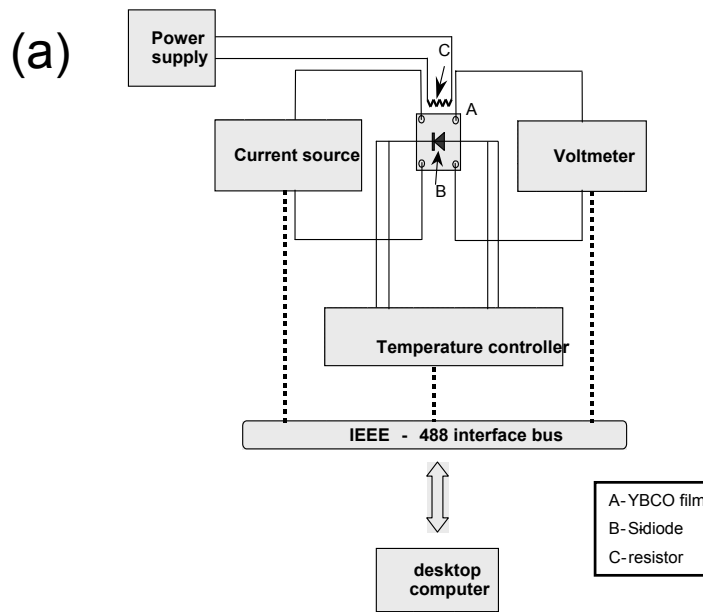 (a)
Power
supply
C
A
Current source
Voltmeter
B
Temperature controller
IEEE - 488 interface bus
A-YBCO film
B-Sidiode
C-resistor
desktop
computer